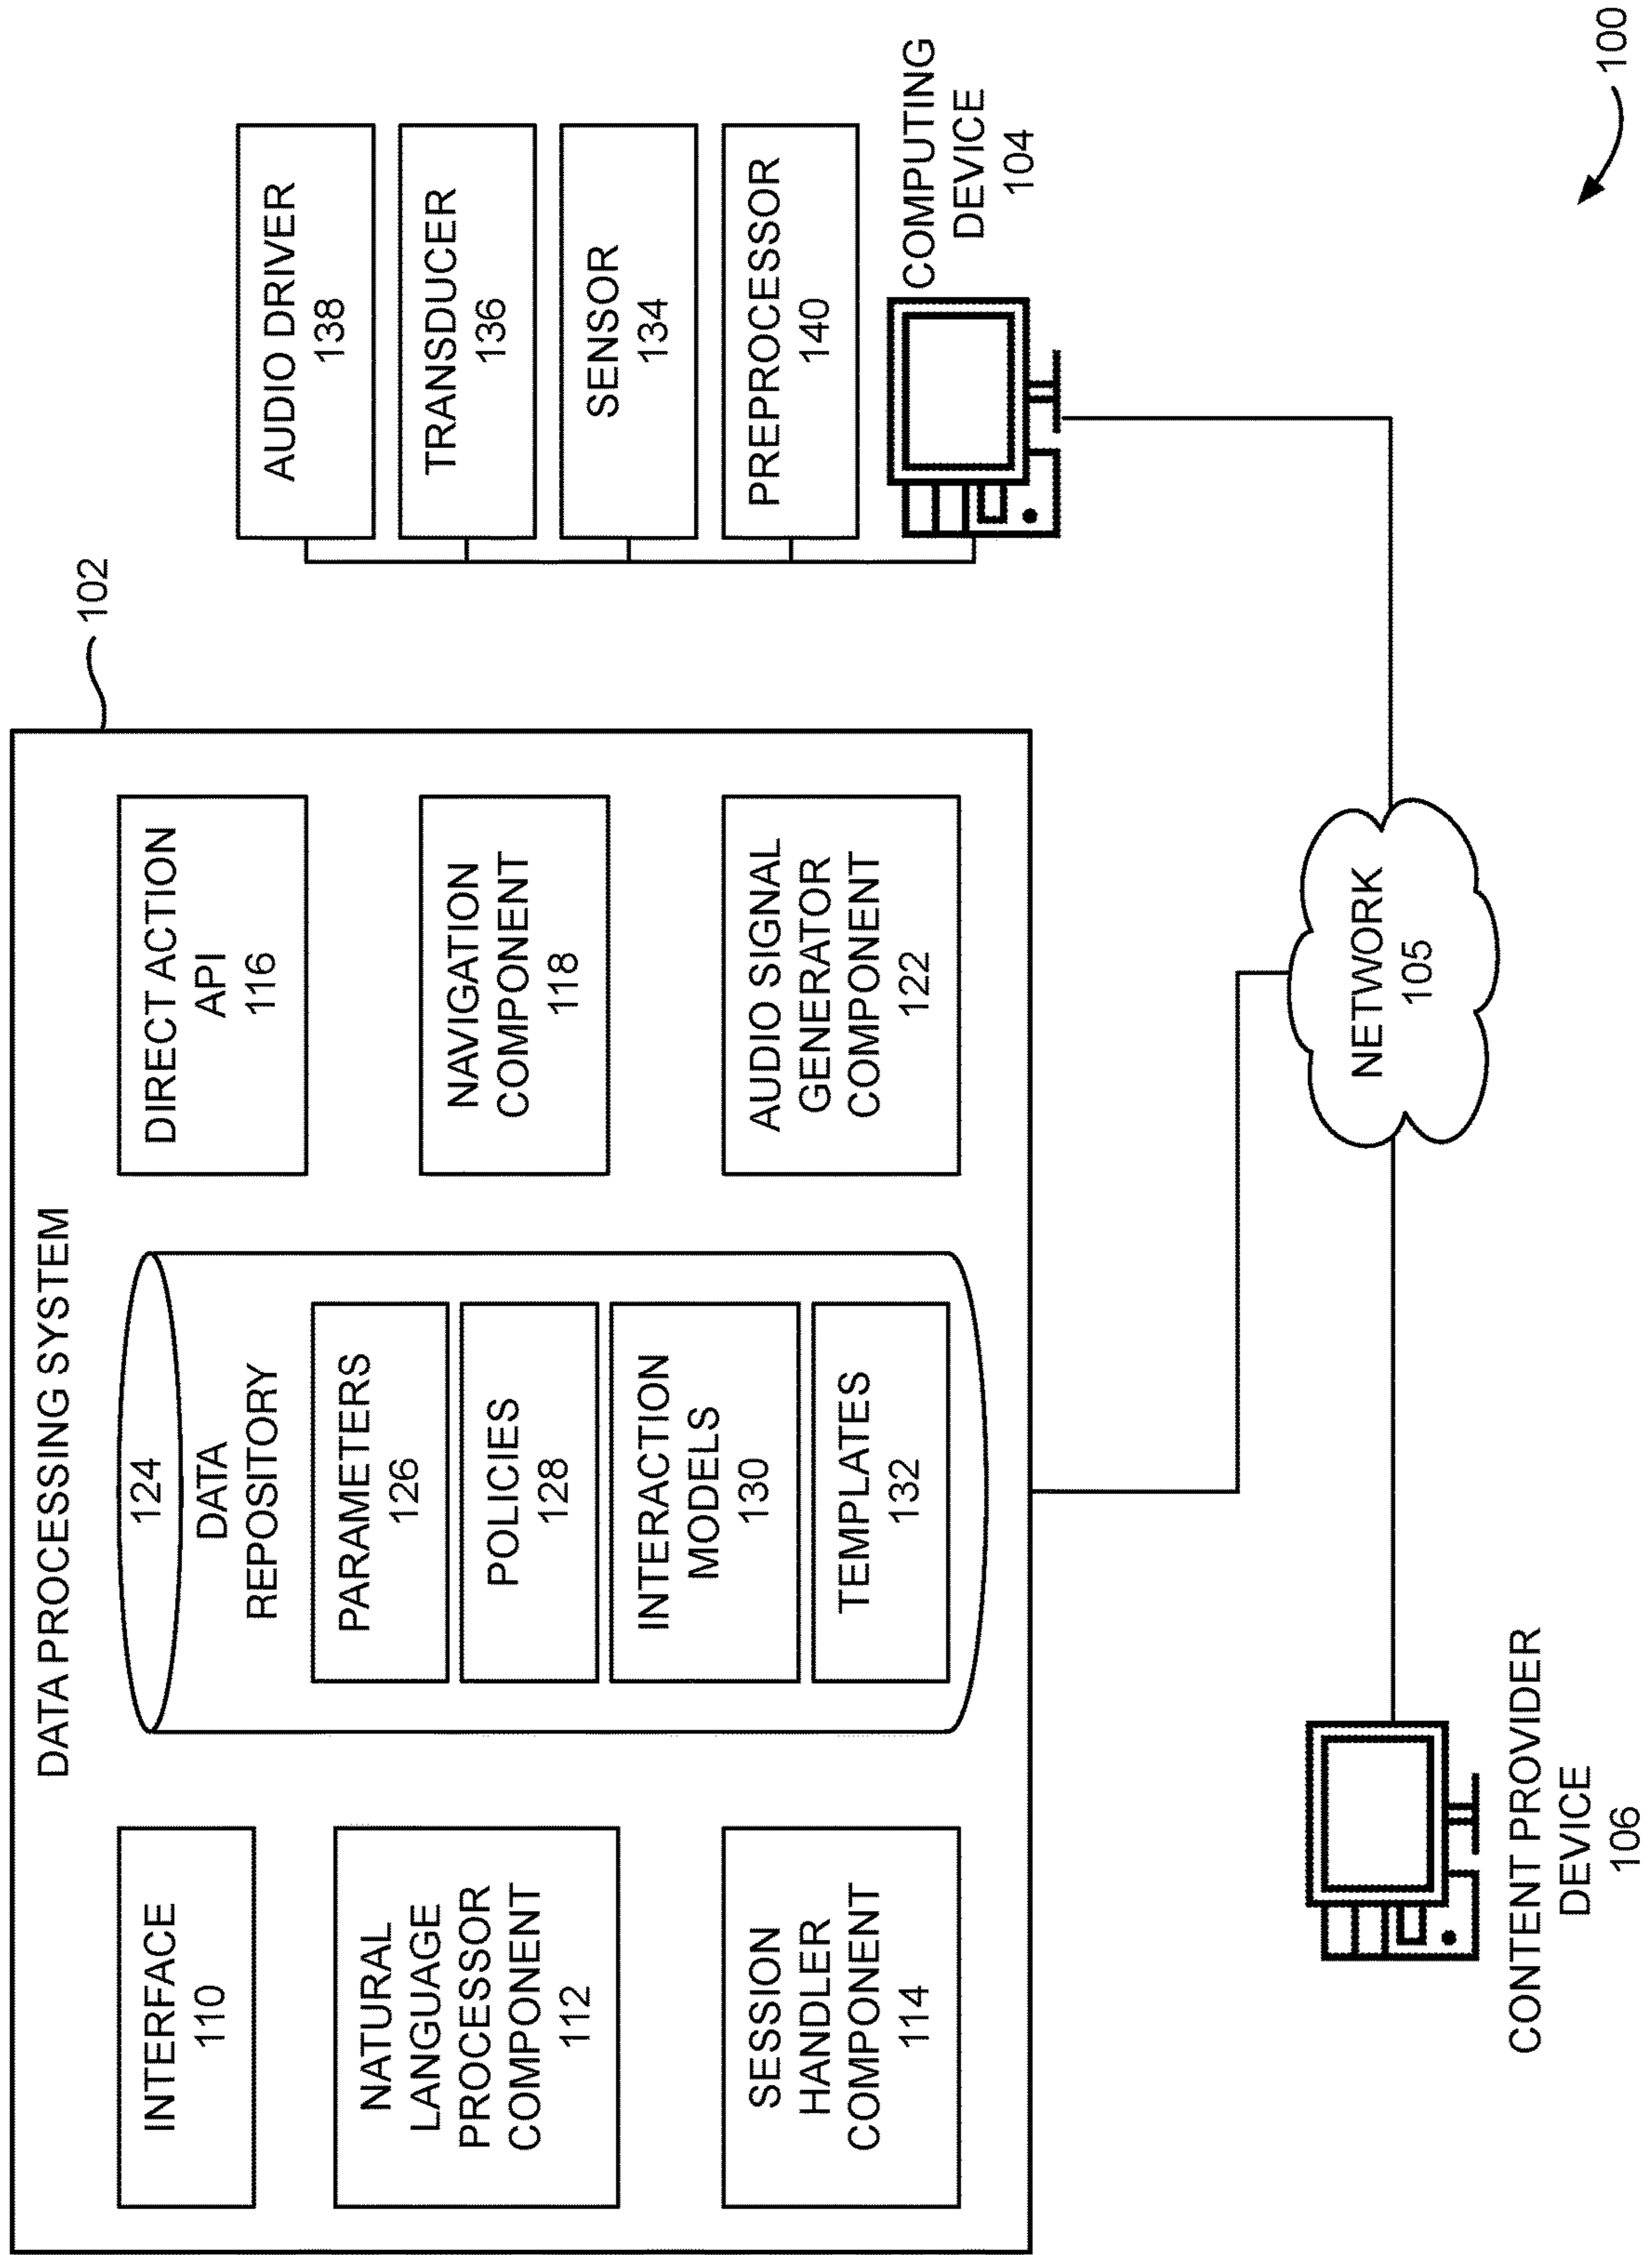 DATA PROCESSING SYSTEM
102
INTERFACE
110
NATURAL
LANGUAGE
PROCESSOR
COMPONENT
112
SESSION
HANDLER
COMPONENT
114
124
DATA
REPOSITORY
PARAMETERS
126
POLICIES
128
INTERACTION
MODELS
130
TEMPLATES
132
DIRECT ACTION
API
116
NAVIGATION
COMPONENT
118
AUDIO SIGNAL
GENERATOR
COMPONENT
122
AUDIO DRIVER
138
TRANSDUCER
136
SENSOR
134
PREPROCESSOR
140
COMPUTING
DEVICE
104
NETWORK
105
CONTENT PROVIDER
DEVICE
106
100